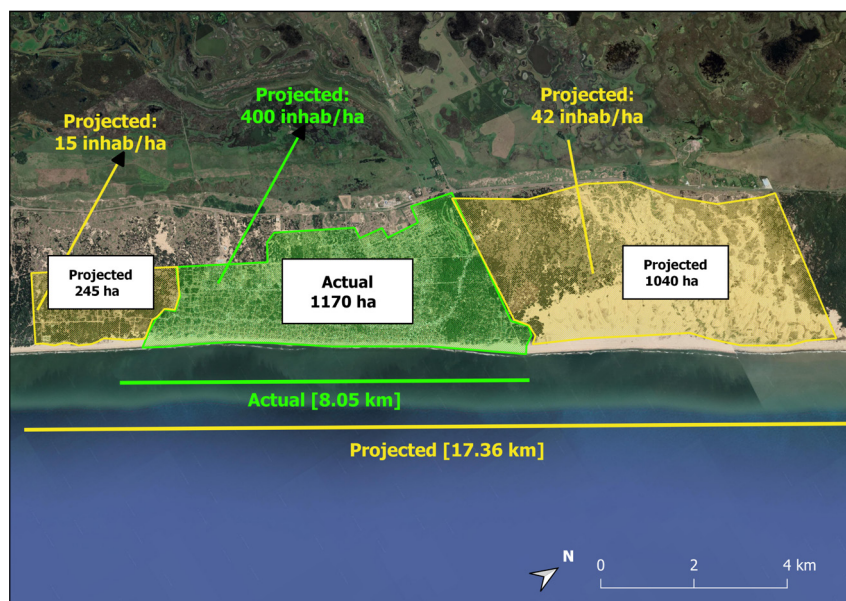 Projected:
15 inhab/ha
Projected:
400 inhab/ha
Projected:
42 inhab/ha
Projected
245 ha
Actual
1170 ha
Projected
1040 ha
Actual [8.05 km]
Projected [17.36 km]
N
0 2 4 km